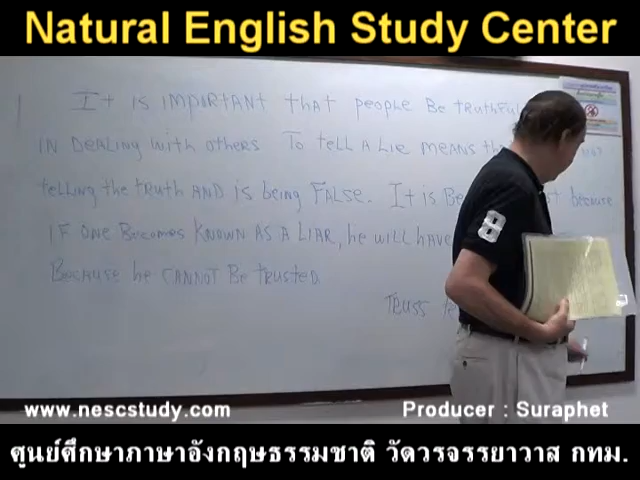 Natural English Study Center
It is important that people Be truthful
IN Dealing with others To tell A Lie means
telling the truth AND is being False. It is Be because
IF ONE Becomes KNOWN AS A LIAR, he will have
Because he CANNOT Be trusted
8
www.nescstudy.com
Producer : Suraphet
ศูนย์ศึกษาภาษาอังกฤษธรรมชาติ วัดวรจรรยาวาส กทม.